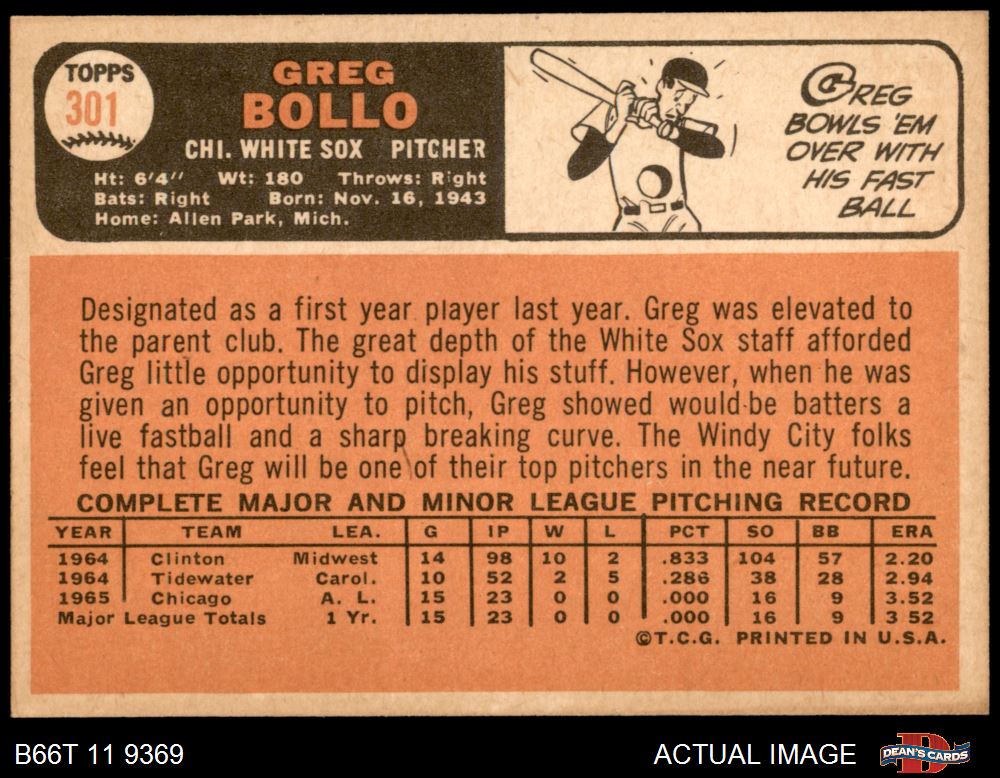 TOPPS
301
GREG
BOLLO
CHI. WHITE SOX PITCHER
Ht: 6'4" Wt: 180 Throws: Right
Bats: Right Born: Nov. 16, 1943
Home: Allen Park, Mich.
GREG
BOWLS 'EM
OVER WITH
HIS FAST
BALL
Designated as a first year player last year. Greg was elevated to
the parent club. The great depth of the White Sox staff afforded
Greg little opportunity to display his stuff. However, when he was
given an opportunity to pitch, Greg showed would-be batters a
live fastball and a sharp breaking curve. The Windy City folks
feel that Greg will be one of their top pitchers in the near future.
COMPLETE MAJOR AND MINOR LEAGUE PITCHING RECORD
YEAR TEAM LEA. G IP W L PCT SO BB ERA
1964 Clinton Midwest 14 98 10 2 .833 104 57 2.20
1964 Tidewater Carol. 10 52 2 5 .286 38 28 2.94
1965 Chicago A. L. 15 23 0 0 .000 16 9 3.52
Major League Totals 1 Yr. 15 23 0 0 .000 16 9 3 52
©T.C.G. PRINTED IN U.S.A.
B66T 11 9369
ACTUAL IMAGE
DEAN'S CARDS